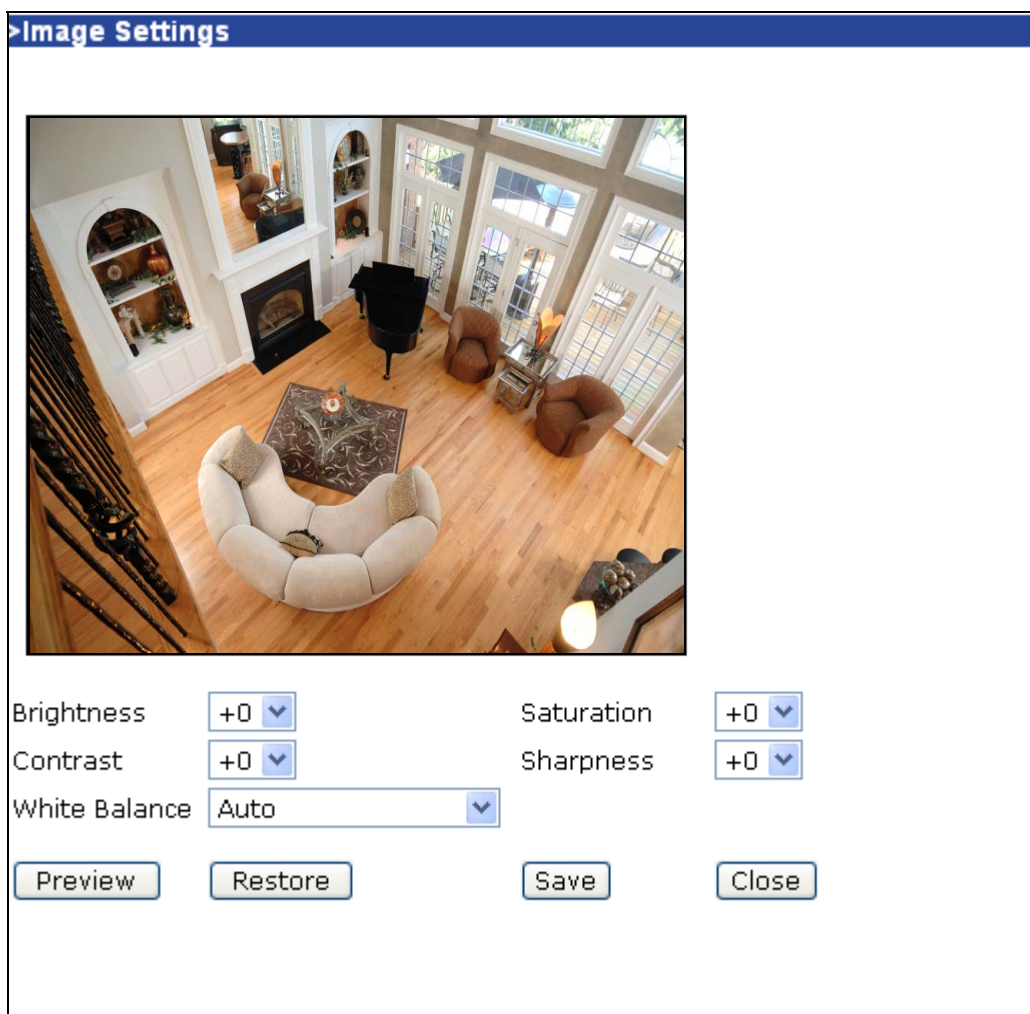 >Image Settings
Brightness +0 Saturation +0
Contrast +0 Sharpness +0
White Balance Auto
Preview Restore Save Close